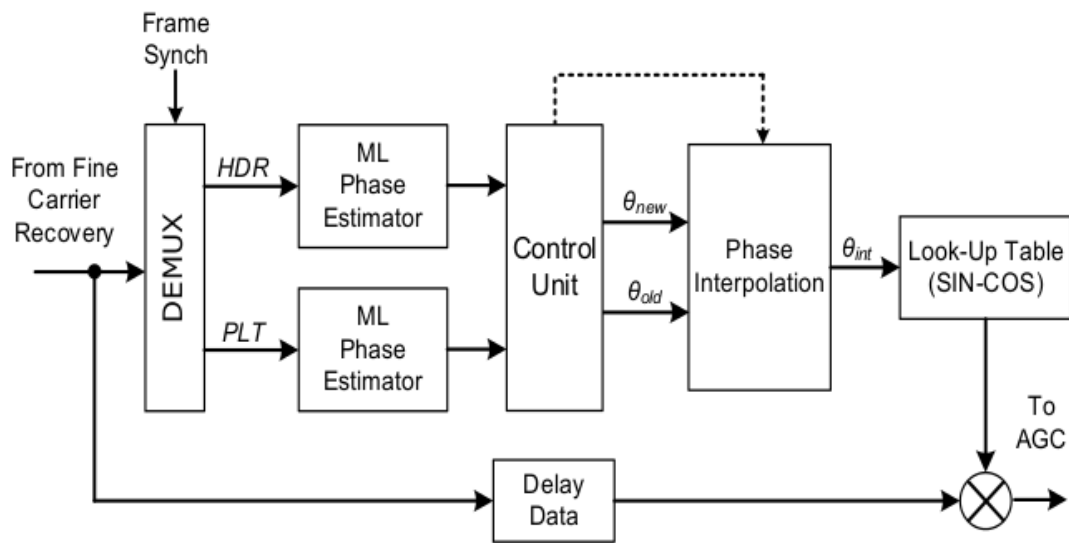 Frame
Synch
From Fine
Carrier
Recovery
DEMUX
HDR
PLT
ML
Phase
Estimator
ML
Phase
Estimator
Control
Unit
θnew
θold
Phase
Interpolation
θint
Look-Up Table
(SIN-COS)
To
AGC
Delay
Data